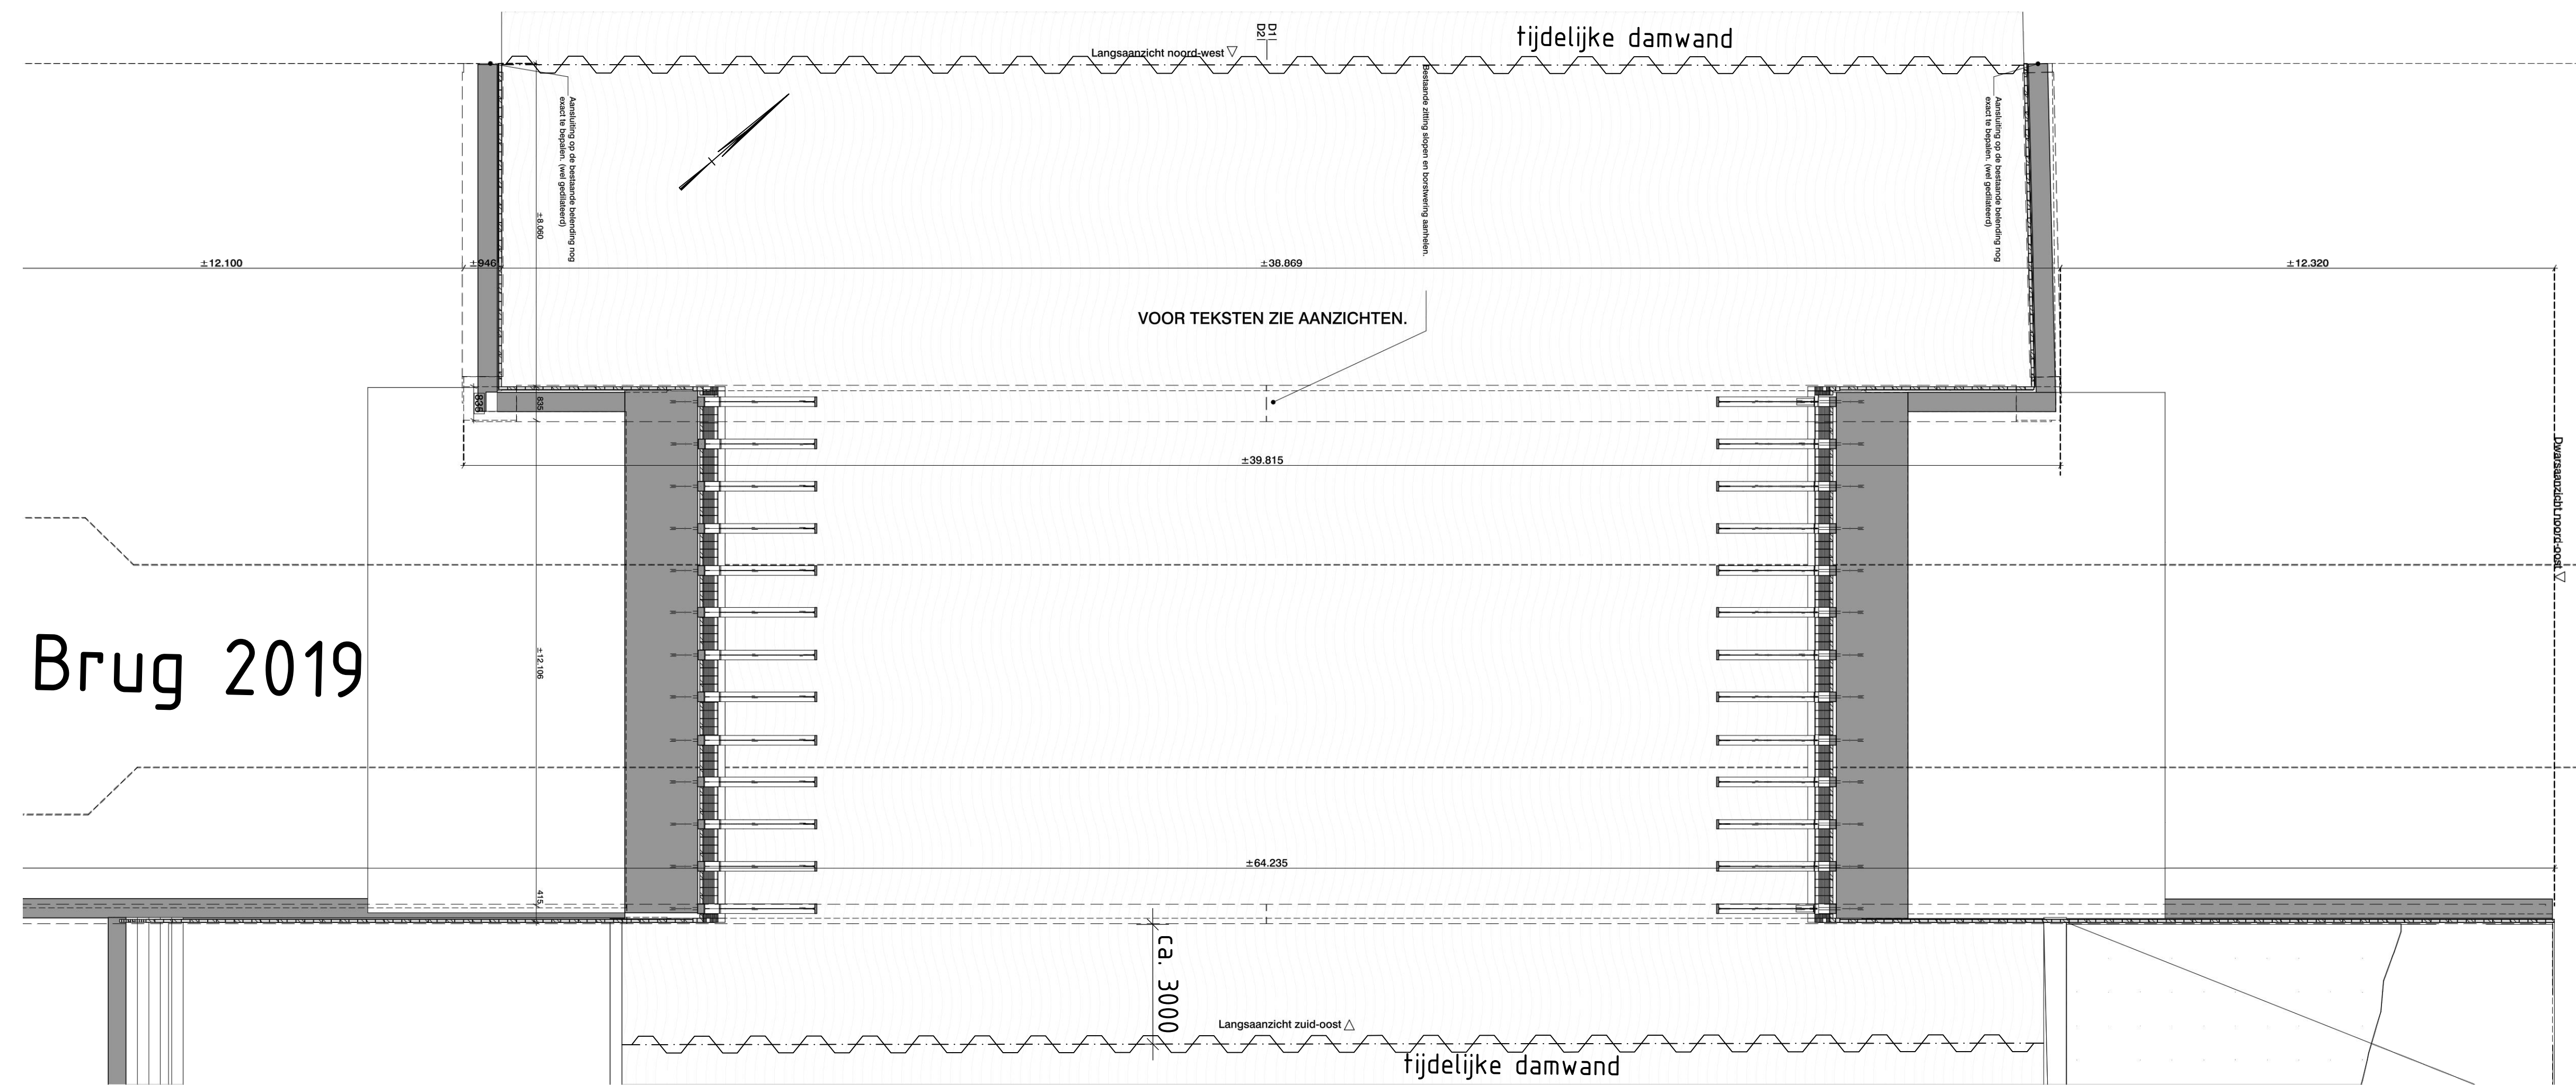 tijdelijke damwand
D1
D2
Langsaanzicht noord-west
Aansluiting op de bestaande belending nog
exact te bepalen. (wel gedilateerd)
Bestaande zitting slopen en borstwering aanhelen.
Aansluiting op de bestaande belending nog
exact te bepalen. (wel gedilateerd)
±8.060
±12.100
±946
±38.869
±12.320
VOOR TEKSTEN ZIE AANZICHTEN.
835
835
±39.815
Dwarsaanzicht noord-oost
Brug 2019
±12.106
±64.235
415
ca. 3000
Langsaanzicht zuid-oost
tijdelijke damwand